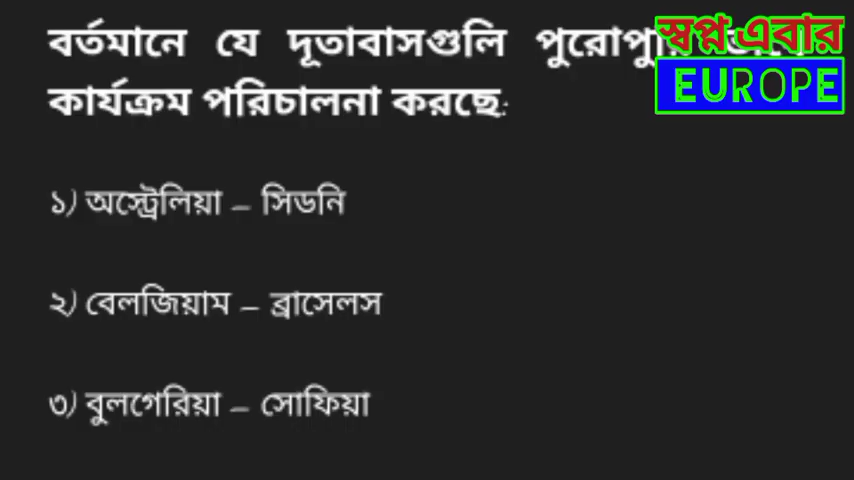 বর্তমানে যে দূতাবাসগুলি
কার্যক্রম পরিচালনা করছে:
স্বপ্ন এবার
EUROPE
১) অস্ট্রেলিয়া – সিডনি
২) বেলজিয়াম – ব্রাসেলস
৩) বুলগেরিয়া – সোফিয়া